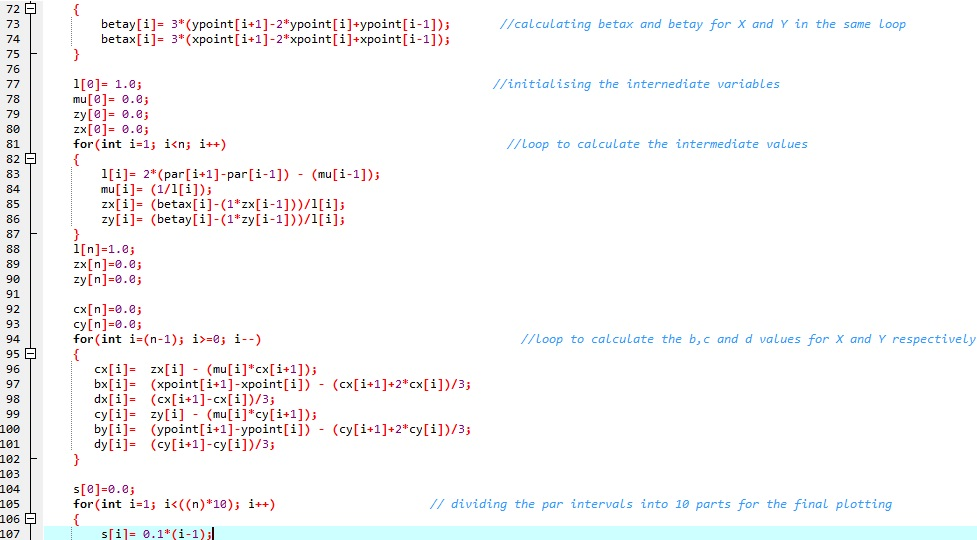 72 {
73 betay[i]= 3*(ypoint[i+1]-2*ypoint[i]+ypoint[i-1]); //calculating betax and betay for X and Y in the same loop
74 betax[i]= 3*(xpoint[i+1]-2*xpoint[i]+xpoint[i-1]);
75 }
76
77 l[0]= 1.0; //initialising the internediate variables
78 mu[0]= 0.0;
79 zy[0]= 0.0;
80 zx[0]= 0.0;
81 for(int i=1; i<n; i++) //loop to calculate the intermediate values
82 {
83 l[i]= 2*(par[i+1]-par[i-1]) - (mu[i-1]);
84 mu[i]= (1/l[i]);
85 zx[i]= (betax[i]-(1*zx[i-1]))/l[i];
86 zy[i]= (betay[i]-(1*zy[i-1]))/l[i];
87 }
88 l[n]=1.0;
89 zx[n]=0.0;
90 zy[n]=0.0;
91
92 cx[n]=0.0;
93 cy[n]=0.0;
94 for(int i=(n-1); i>=0; i--) //loop to calculate the b,c and d values for X and Y respectively
95 {
96 cx[i]= zx[i] - (mu[i]*cx[i+1]);
97 bx[i]= (xpoint[i+1]-xpoint[i]) - (cx[i+1]+2*cx[i])/3;
98 dx[i]= (cx[i+1]-cx[i])/3;
99 cy[i]= zy[i] - (mu[i]*cy[i+1]);
100 by[i]= (ypoint[i+1]-ypoint[i]) - (cy[i+1]+2*cy[i])/3;
101 dy[i]= (cy[i+1]-cy[i])/3;
102 }
103
104 s[0]=0.0;
105 for(int i=1; i<((n)*10); i++) // dividing the par intervals into 10 parts for the final plotting
106 {
107 s[i]= 0.1*(i-1);